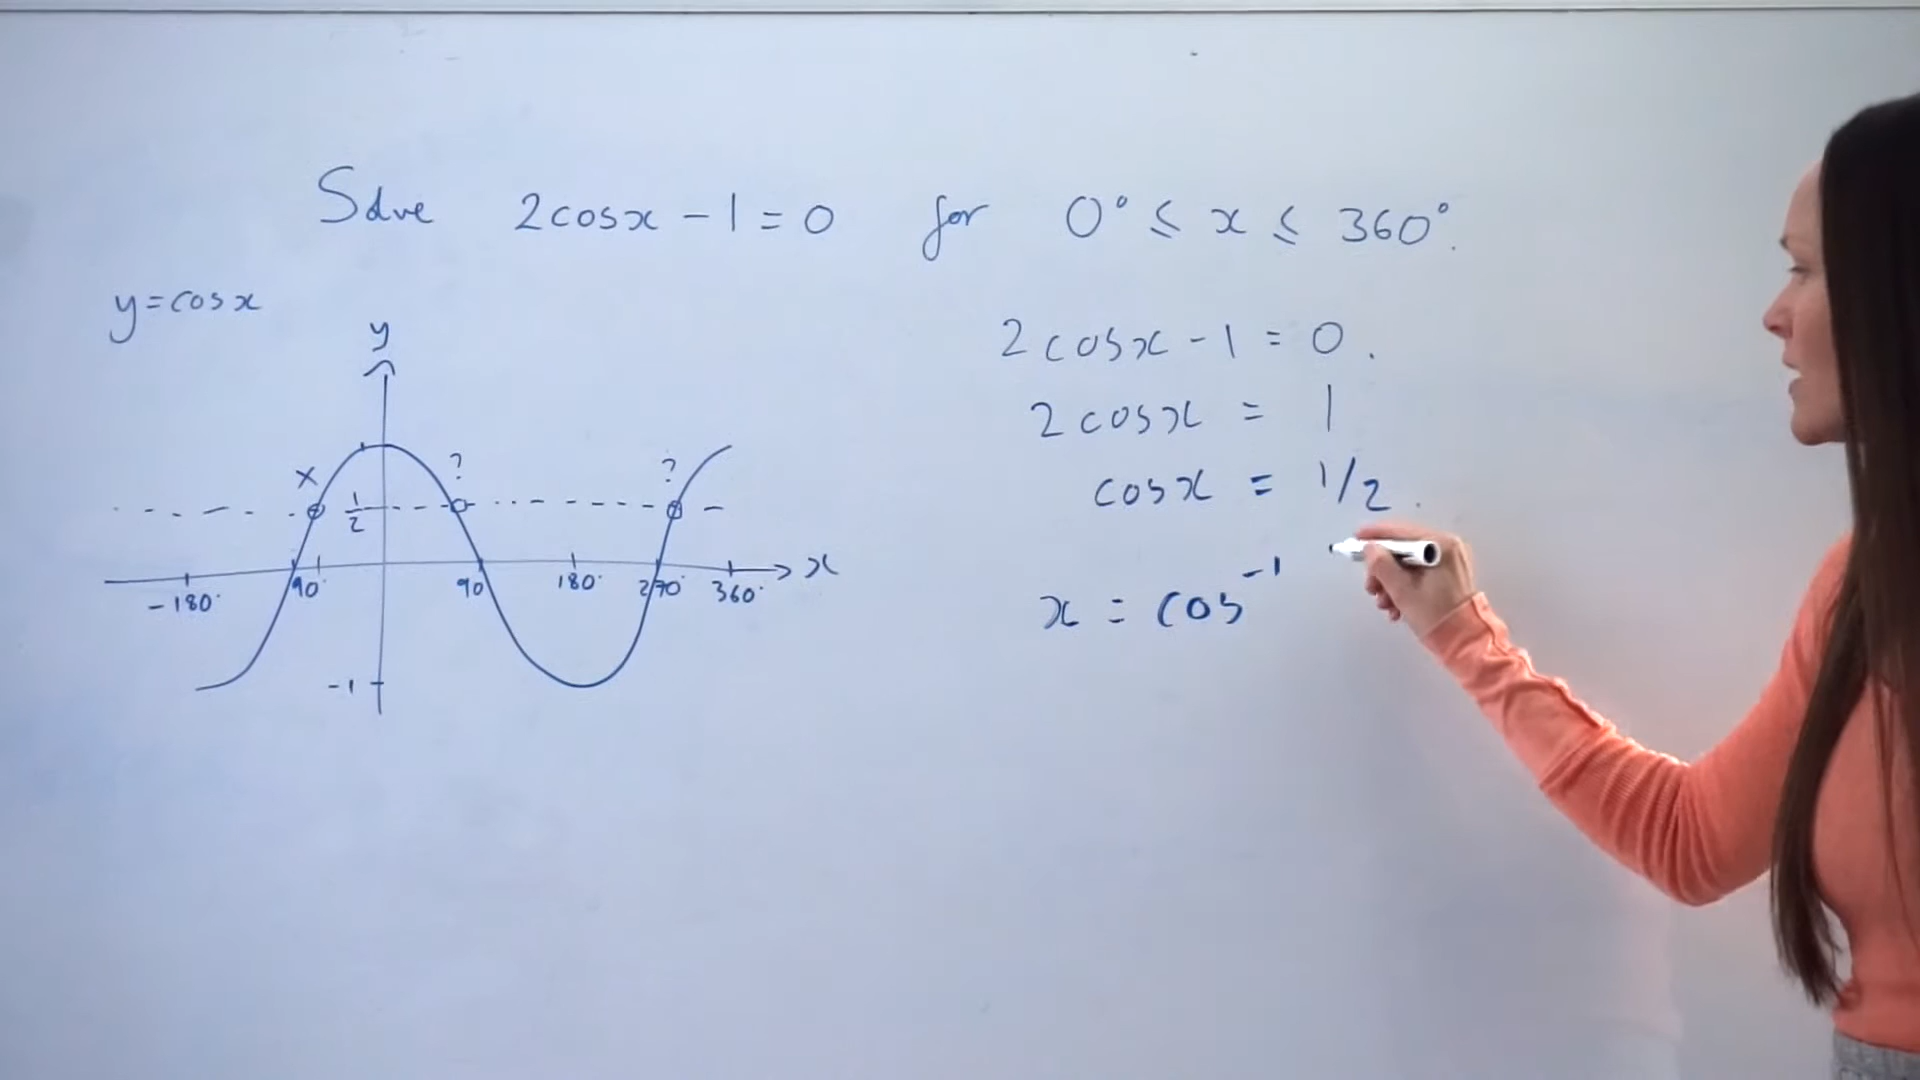 Solve 2cosx - 1 = 0 for 0° ≤ x ≤ 360°.
y = cosx
y
x
?
?
1/2
-180°
90°
90
180°
270°
360°
x
-1
2cosx - 1 = 0.
2cosx = 1
cosx = 1/2.
x = cos⁻¹